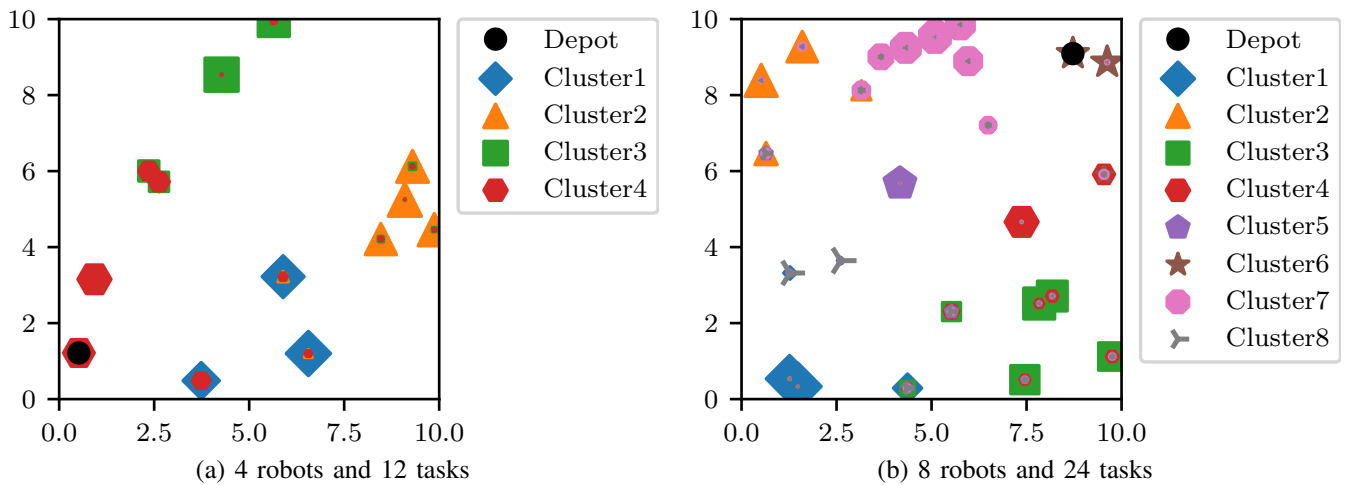 10
8
6
4
2
0
0.0 2.5 5.0 7.5 10.0
Depot
Cluster1
Cluster2
Cluster3
Cluster4
(a) 4 robots and 12 tasks
10
8
6
4
2
0
0.0 2.5 5.0 7.5 10.0
Depot
Cluster1
Cluster2
Cluster3
Cluster4
Cluster5
Cluster6
Cluster7
Cluster8
(b) 8 robots and 24 tasks